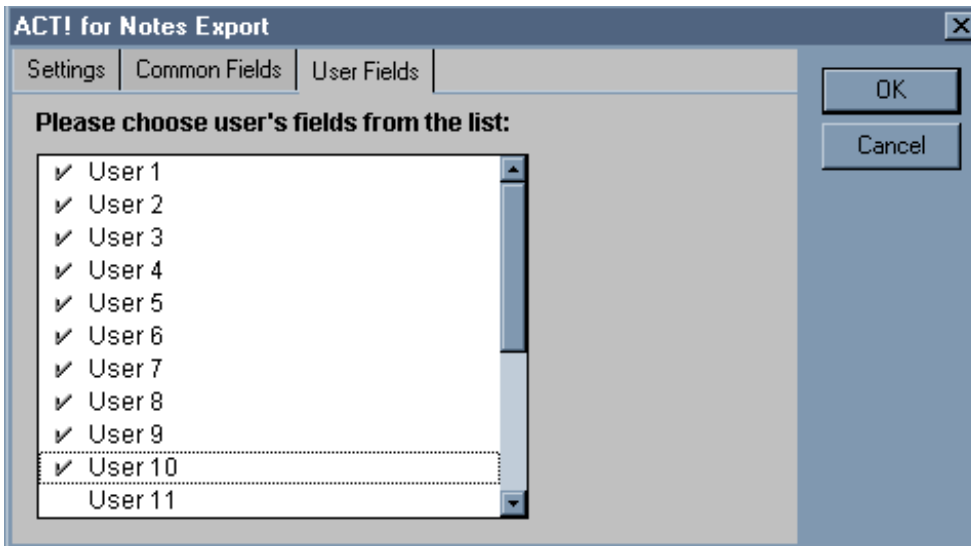 ACT! for Notes Export
Settings Common Fields User Fields
OK
Please choose user's fields from the list:
Cancel
User 1
User 2
User 3
User 4
User 5
User 6
User 7
User 8
User 9
User 10
User 11